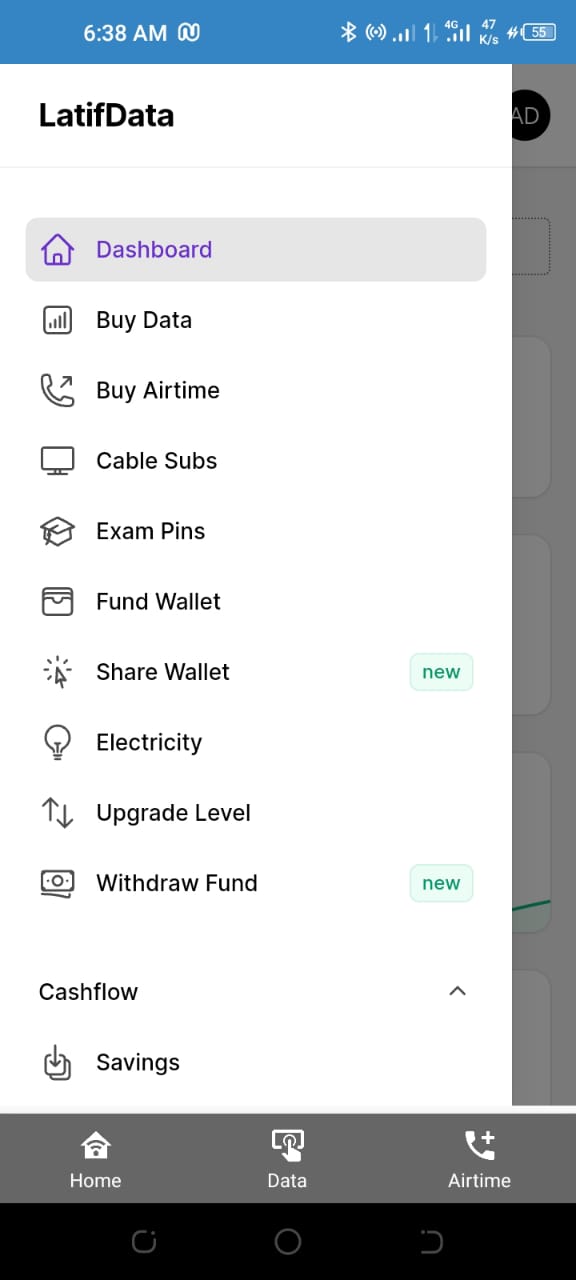 6:38 AM
4G 47 K/s 55
LatifData
AD
Dashboard
Buy Data
Buy Airtime
Cable Subs
Exam Pins
Fund Wallet
Share Wallet new
Electricity
Upgrade Level
Withdraw Fund new
Cashflow
Savings
Home Data Airtime